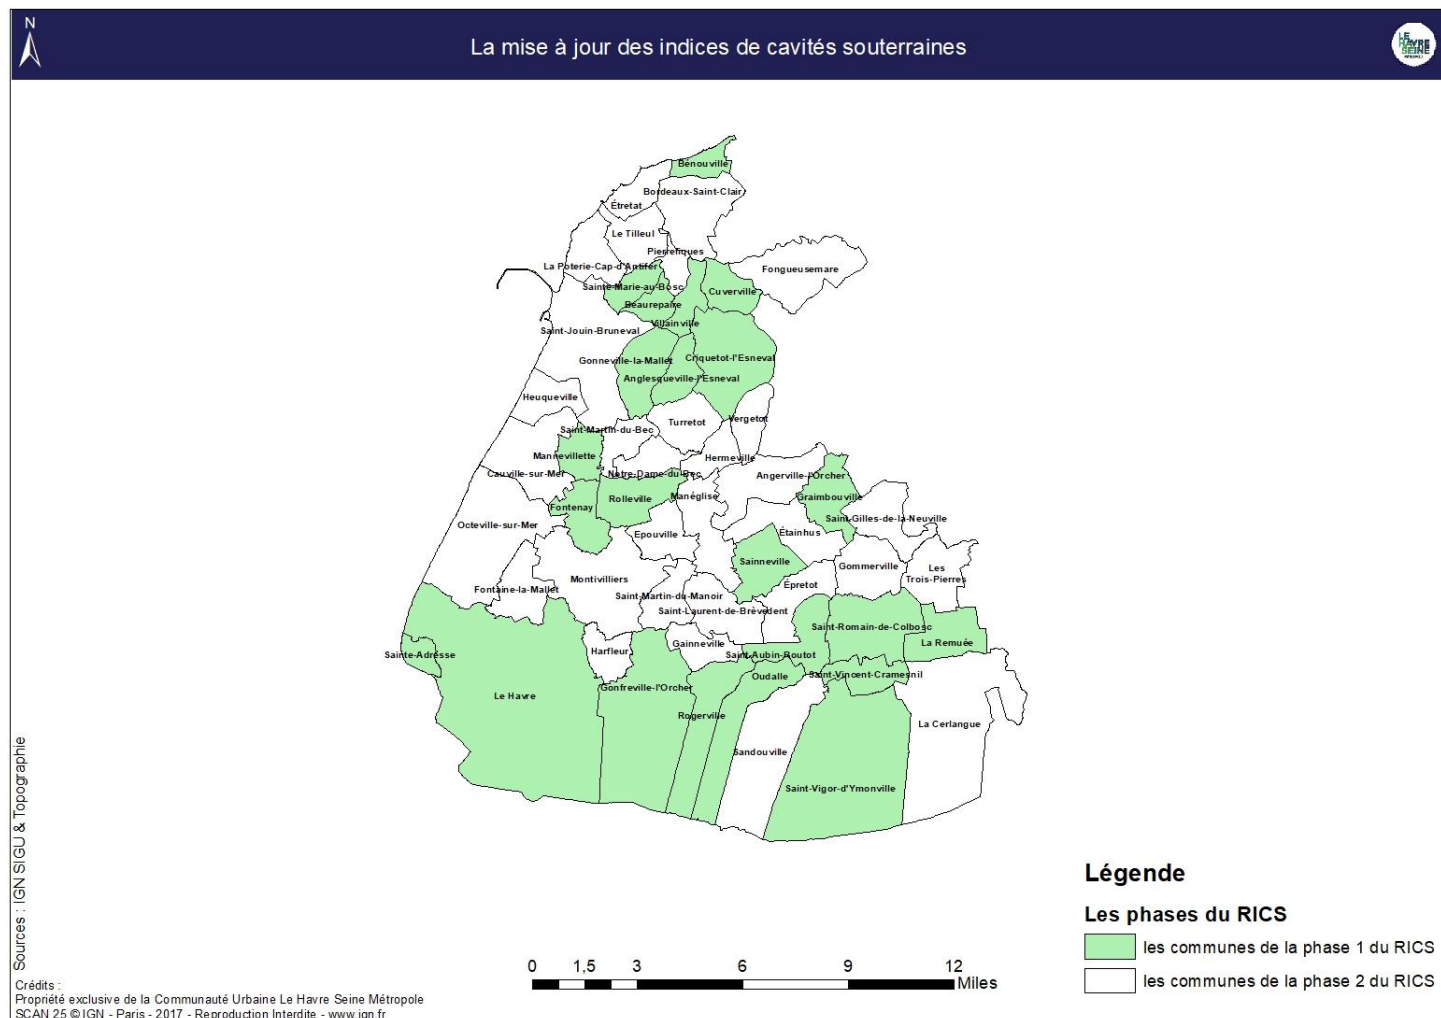 N
La mise à jour des indices de cavités souterraines
LE
HAVRE
SEINE
Bénouville
Bordeaux-Saint-Clair
Étretat
Le Tilleul
Pierrefiques
La Poterie-Cap-d'Antifer
Fongueusemare
Sainte-Marie-au-Bosc
Cuverville
Beaurepaire
Villainville
Saint-Jouin-Bruneval
Gonneville-la-Mallet
Criquetot-l'Esneval
Anglesqueville-l'Esneval
Heuqueville
Vergetot
Turretot
Saint-Martin-du-Bec
Mannevillette
Hermeville
Cauville-sur-Mer
Notre-Dame-du-Bec
Angerville-l'Orcher
Rolleville
Manéglise
Graimbouville
Fontenay
Saint-Gilles-de-la-Neuville
Octeville-sur-Mer
Epouville
Étainhus
Sainneville
Gommerville
Les
Trois-Pierres
Montivilliers
Épretot
Fontaine-la-Mallet
Saint-Martin-du-Manoir
Saint-Laurent-de-Brèvedent
Saint-Romain-de-Colbosc
La Remuée
Gainneville
Harfleur
Sainte-Adresse
Saint-Aubin-Routot
Oudalle
Saint-Vincent-Cramesnil
Gonfreville-l'Orcher
Le Havre
Rogerville
La Cerlangue
Sandouville
Saint-Vigor-d'Ymonville
Légende
Les phases du RICS
les communes de la phase 1 du RICS
les communes de la phase 2 du RICS
0 1,5 3 6 9 12
Miles
Sources : IGN SIGU & Topographie
Crédits :
Propriété exclusive de la Communauté Urbaine Le Havre Seine Métropole
SCAN 25 © IGN - Paris - 2017 - Reproduction Interdite - www.ign.fr